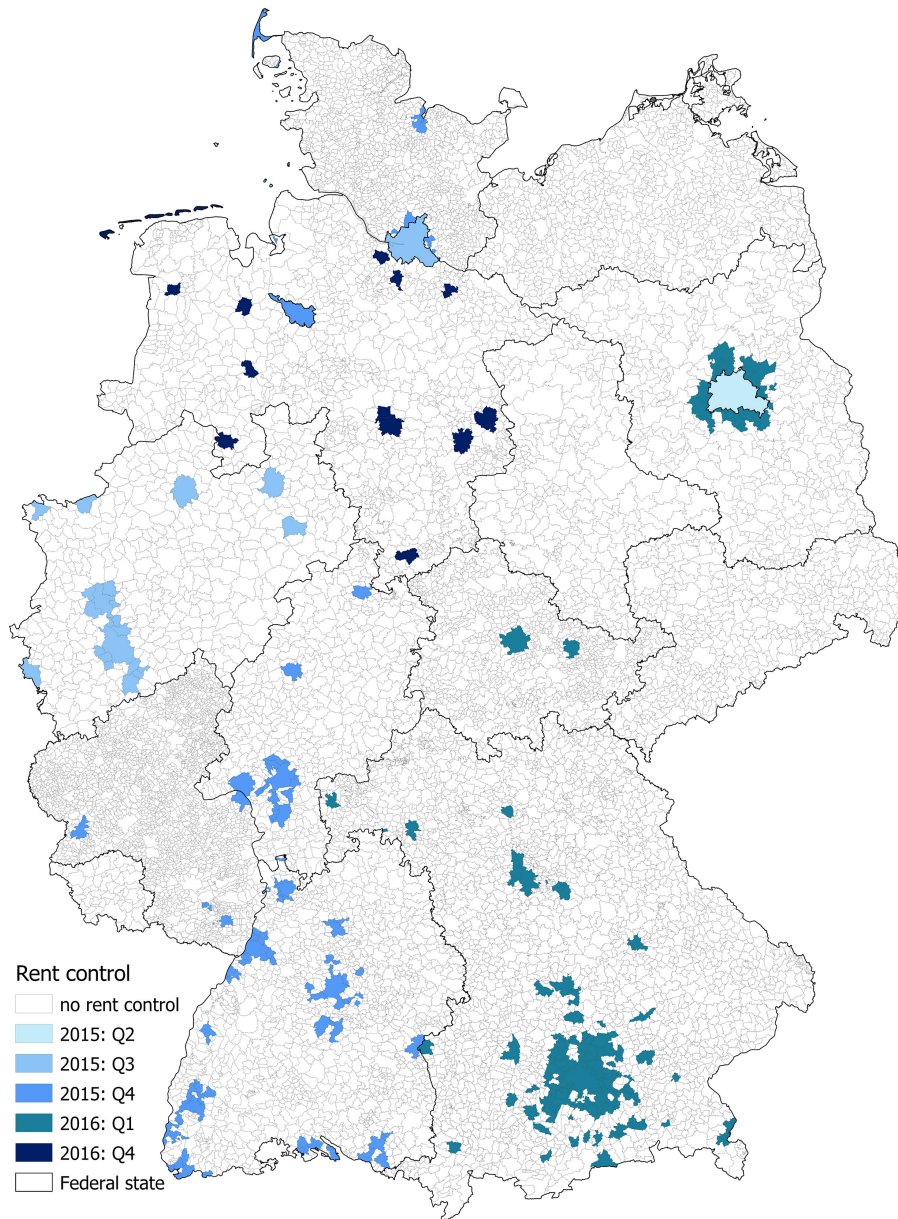 Rent control
no rent control
2015: Q2
2015: Q3
2015: Q4
2016: Q1
2016: Q4
Federal state